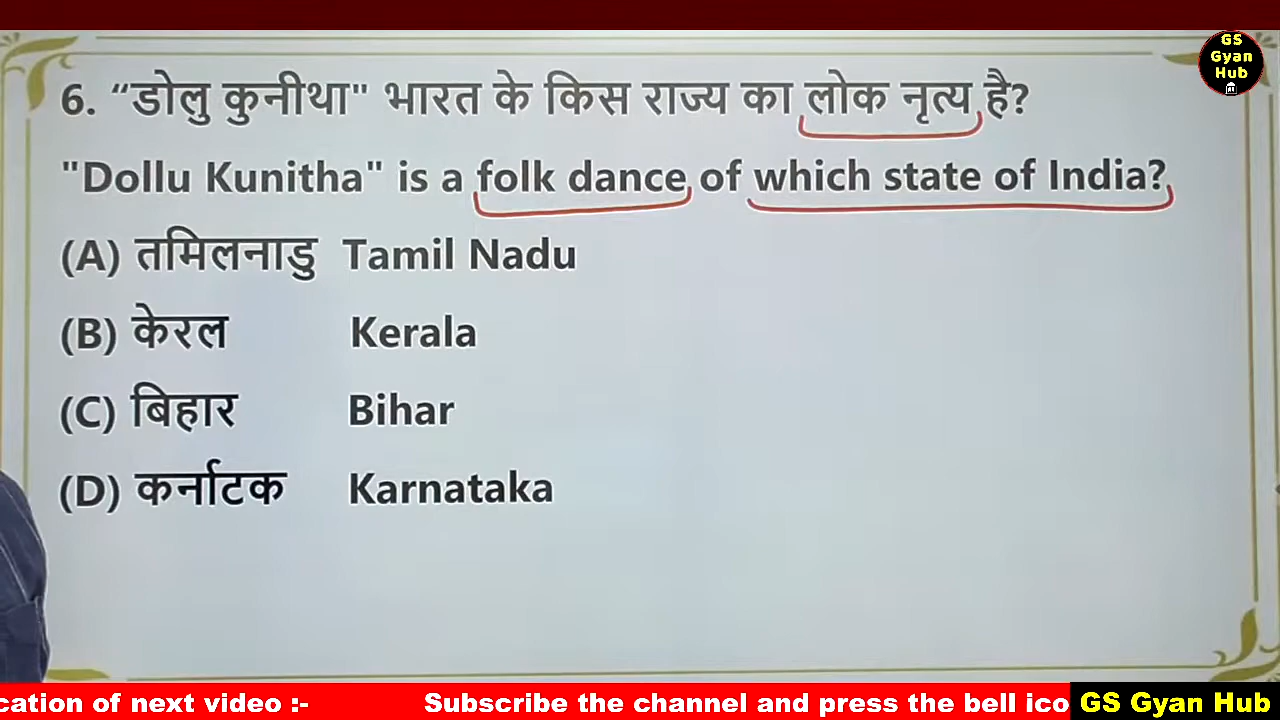 GS
Gyan
Hub
6. “डोलु कुनीथा" भारत के किस राज्य का लोक नृत्य है?
"Dollu Kunitha" is a folk dance of which state of India?
(A) तमिलनाडु Tamil Nadu
(B) केरल Kerala
(C) बिहार Bihar
(D) कर्नाटक Karnataka
cation of next video :- Subscribe the channel and press the bell ico
GS Gyan Hub